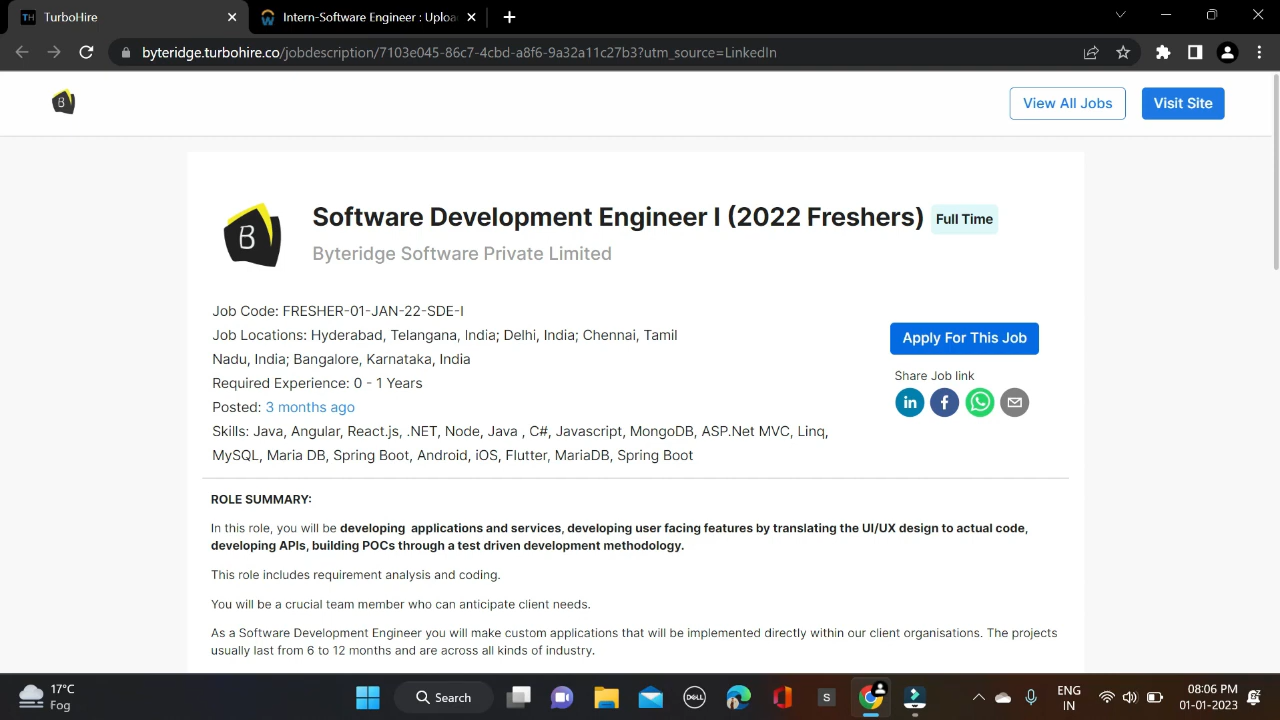 TH TurboHire
Intern-Software Engineer : Uploa
byteridge.turbohire.co/jobdescription/7103e045-86c7-4cbd-a8f6-9a32a11c27b3?utm_source=LinkedIn
B
View All Jobs
Visit Site
B
Software Development Engineer I (2022 Freshers)
Full Time
Byteridge Software Private Limited
Job Code: FRESHER-01-JAN-22-SDE-I
Job Locations: Hyderabad, Telangana, India; Delhi, India; Chennai, Tamil
Nadu, India; Bangalore, Karnataka, India
Required Experience: 0 - 1 Years
Posted: 3 months ago
Skills: Java, Angular, React.js, .NET, Node, Java , C#, Javascript, MongoDB, ASP.Net MVC, Linq,
MySQL, Maria DB, Spring Boot, Android, iOS, Flutter, MariaDB, Spring Boot
Apply For This Job
Share Job link
in f
ROLE SUMMARY:
In this role, you will be developing  applications and services, developing user facing features by translating the UI/UX design to actual code,
developing APIs, building POCs through a test driven development methodology.
This role includes requirement analysis and coding.
You will be a crucial team member who can anticipate client needs.
As a Software Development Engineer you will make custom applications that will be implemented directly within our client organisations. The projects
usually last from 6 to 12 months and are across all kinds of industry.
17°C
Fog
Search
DELL
S
ENG
IN
08:06 PM
01-01-2023